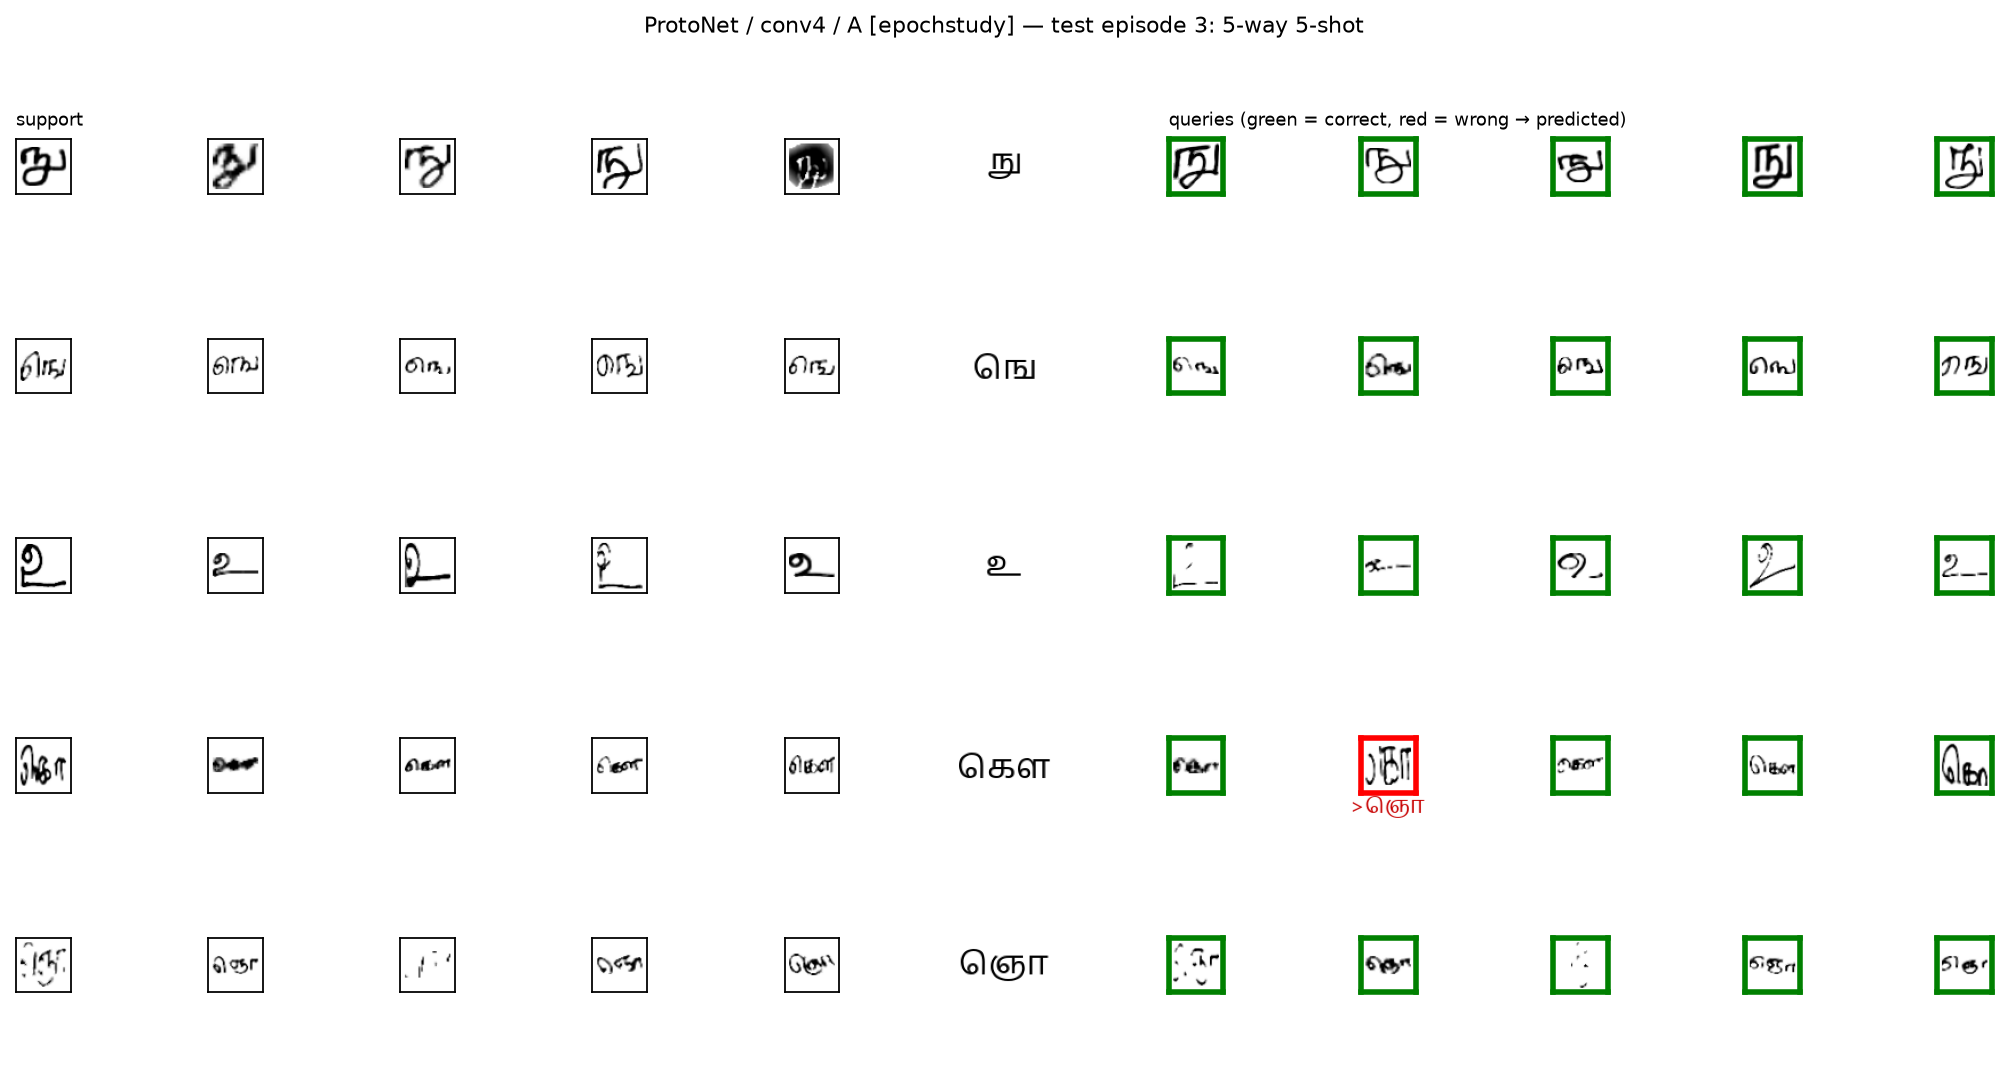 ProtoNet / conv4 / A [epochstudy] — test episode 3: 5-way 5-shot
support
queries (green = correct, red = wrong → predicted)
நு நு நு நு நு நு நு நு நு நு நு
ஙெ ஙெ ஙெ ஙெ ஙெ ஙெ ஙெ ஙெ ஙெ ஙெ ஙெ
உ உ உ உ உ உ உ உ உ
கௌ கௌ கௌ கௌ கௌ கௌ கௌ கௌ கௌ
>ஞொ
ஞொ ஞொ ஞொ ஞொ ஞொ ஞொ ஞொ